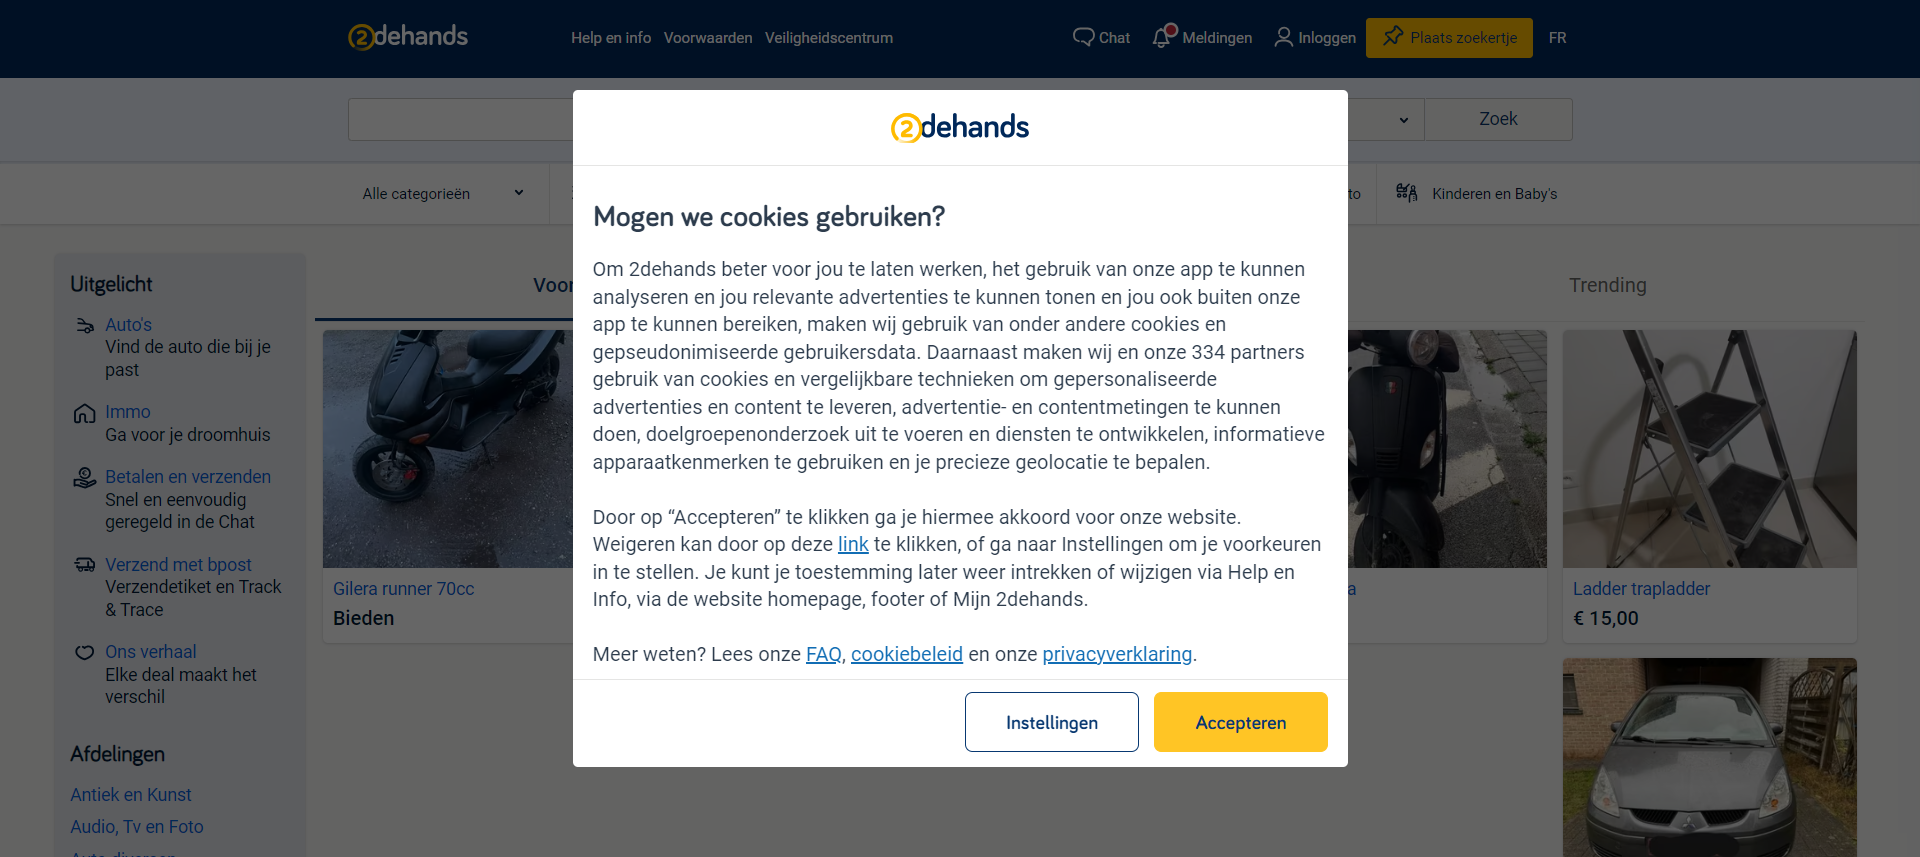 2dehands
Help en info Voorwaarden Veiligheidscentrum
Chat Meldingen Inloggen Plaats zoekertje FR
Zoek
Alle categorieën
to
Kinderen en Baby's
2dehands
Mogen we cookies gebruiken?
Om 2dehands beter voor jou te laten werken, het gebruik van onze app te kunnen
analyseren en jou relevante advertenties te kunnen tonen en jou ook buiten onze
app te kunnen bereiken, maken wij gebruik van onder andere cookies en
gepseudonimiseerde gebruikersdata. Daarnaast maken wij en onze 334 partners
gebruik van cookies en vergelijkbare technieken om gepersonaliseerde
advertenties en content te leveren, advertentie- en contentmetingen te kunnen
doen, doelgroepenonderzoek uit te voeren en diensten te ontwikkelen, informatieve
apparaatkenmerken te gebruiken en je precieze geolocatie te bepalen.
Door op “Accepteren” te klikken ga je hiermee akkoord voor onze website.
Weigeren kan door op deze link te klikken, of ga naar Instellingen om je voorkeuren
in te stellen. Je kunt je toestemming later weer intrekken of wijzigen via Help en
Info, via de website homepage, footer of Mijn 2dehands.
Meer weten? Lees onze FAQ, cookiebeleid en onze privacyverklaring.
Instellingen Accepteren
Uitgelicht
Auto's
Vind de auto die bij je
past
Immo
Ga voor je droomhuis
Betalen en verzenden
Snel en eenvoudig
geregeld in de Chat
Verzend met bpost
Verzendetiket en Track
& Trace
Ons verhaal
Elke deal maakt het
verschil
Afdelingen
Antiek en Kunst
Audio, Tv en Foto
Auto diversen
Voor
Trending
Gilera runner 70cc
Bieden
a
Ladder trapladder
€ 15,00